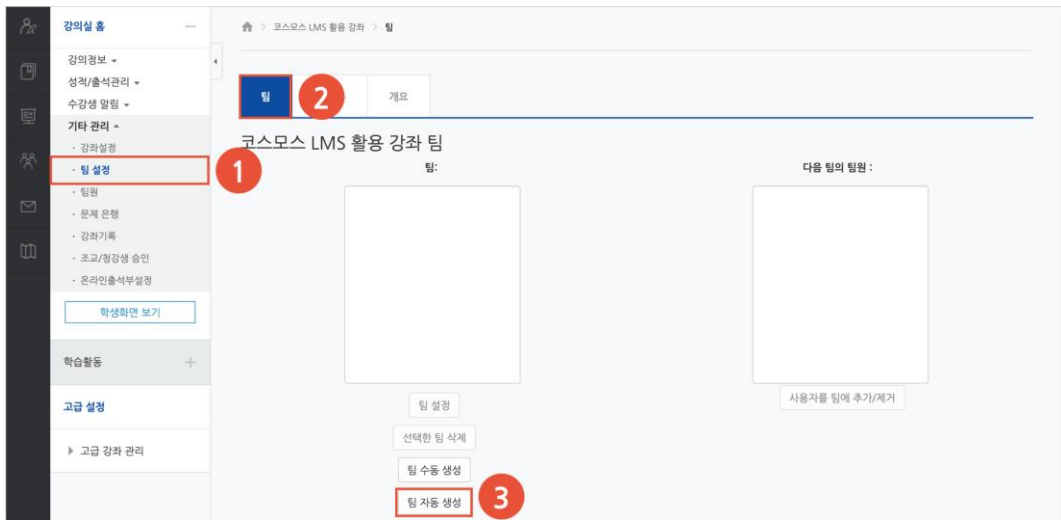 강의실 홈
코스모스 LMS 활용 강좌 > 팀
강의정보
성적/출석관리
수강생 알림
기타 관리
· 강좌설정
· 팀 설정
· 팀원
· 문제 은행
· 강좌기록
· 조교/청강생 승인
· 온라인출석부설정
학생화면 보기
학습활동
고급 설정
고급 강좌 관리
1
팀
2
개요
코스모스 LMS 활용 강좌 팀
팀:
다음 팀의 팀원 :
팀 설정
사용자를 팀에 추가/제거
선택한 팀 삭제
팀 수동 생성
팀 자동 생성
3